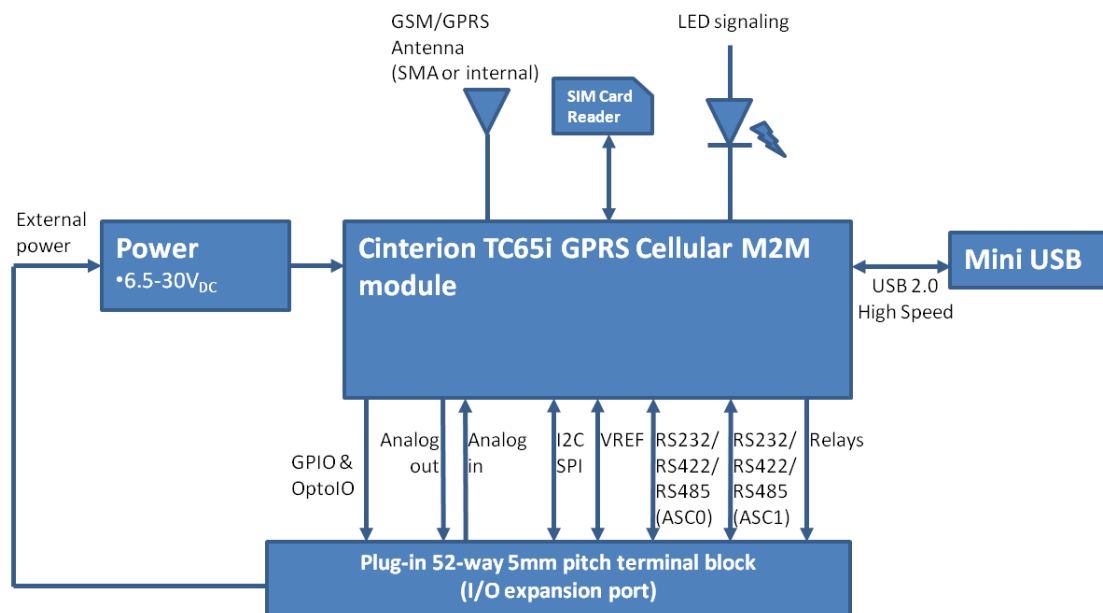 GSM/GPRS
Antenna
(SMA or internal)
LED signaling
SIM Card
Reader
External
power
Power
•6.5-30VDC
Cinterion TC65i GPRS Cellular M2M
module
Mini USB
USB 2.0
High Speed
GPIO &
OptoIO
Analog
out
Analog
in
I2C
SPI
VREF
RS232/
RS422/
RS485
(ASC0)
RS232/
RS422/
RS485
(ASC1)
Relays
Plug-in 52-way 5mm pitch terminal block
(I/O expansion port)